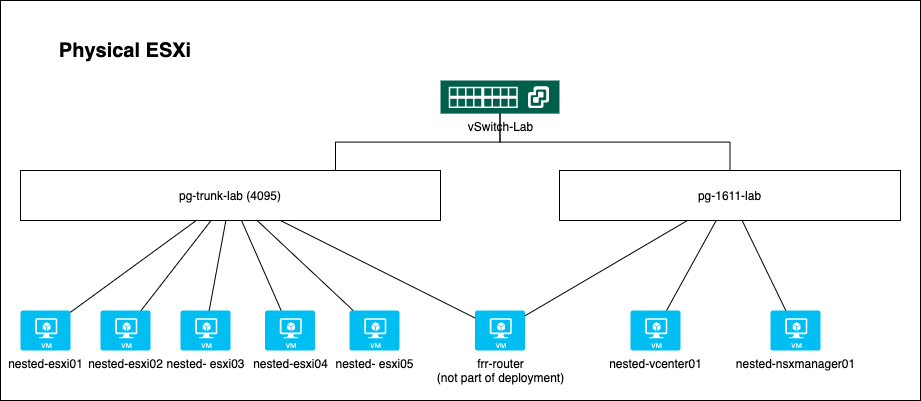 Physical ESXi
vSwitch-Lab
pg-trunk-lab (4095)
pg-1611-lab
VM
VM
VM
VM
VM
VM
VM
VM
nested-esxi01
nested-esxi02
nested- esxi03
nested-esxi04
nested- esxi05
frr-router
(not part of deployment)
nested-vcenter01
nested-nsxmanager01